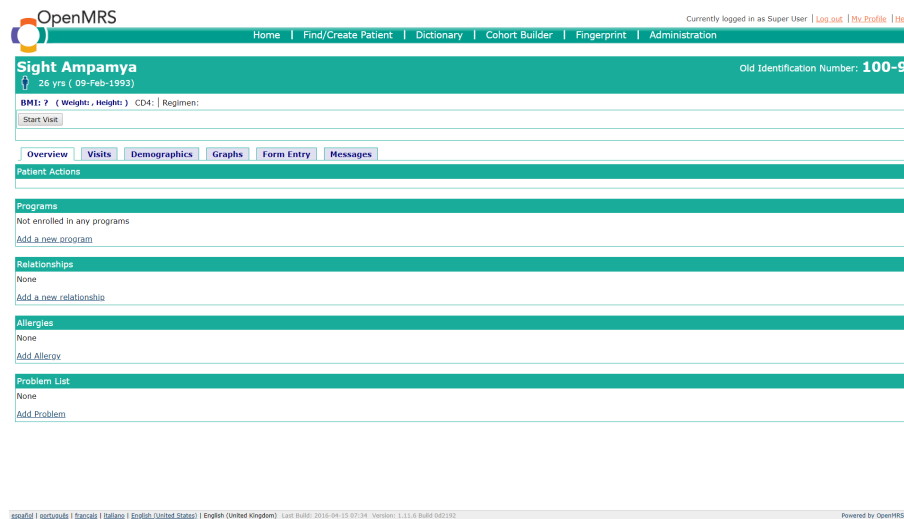 OpenMRS
Currently logged in as Super User | Log out | My Profile | He
Home | Find/Create Patient | Dictionary | Cohort Builder | Fingerprint | Administration
Sight Ampamya
Old Identification Number: 100-9
26 yrs ( 09-Feb-1993)
BMI: ? ( Weight: , Height: ) CD4: | Regimen:
Start Visit
Overview Visits Demographics Graphs Form Entry Messages
Patient Actions
Programs
Not enrolled in any programs
Add a new program
Relationships
None
Add a new relationship
Allergies
None
Add Allergy
Problem List
None
Add Problem
español | português | français | italiano | English (United States) | English (United Kingdom) Last Build: 2016-04-15 07:34 Version: 1.11.6 Build 0d2192 Powered by OpenMRS